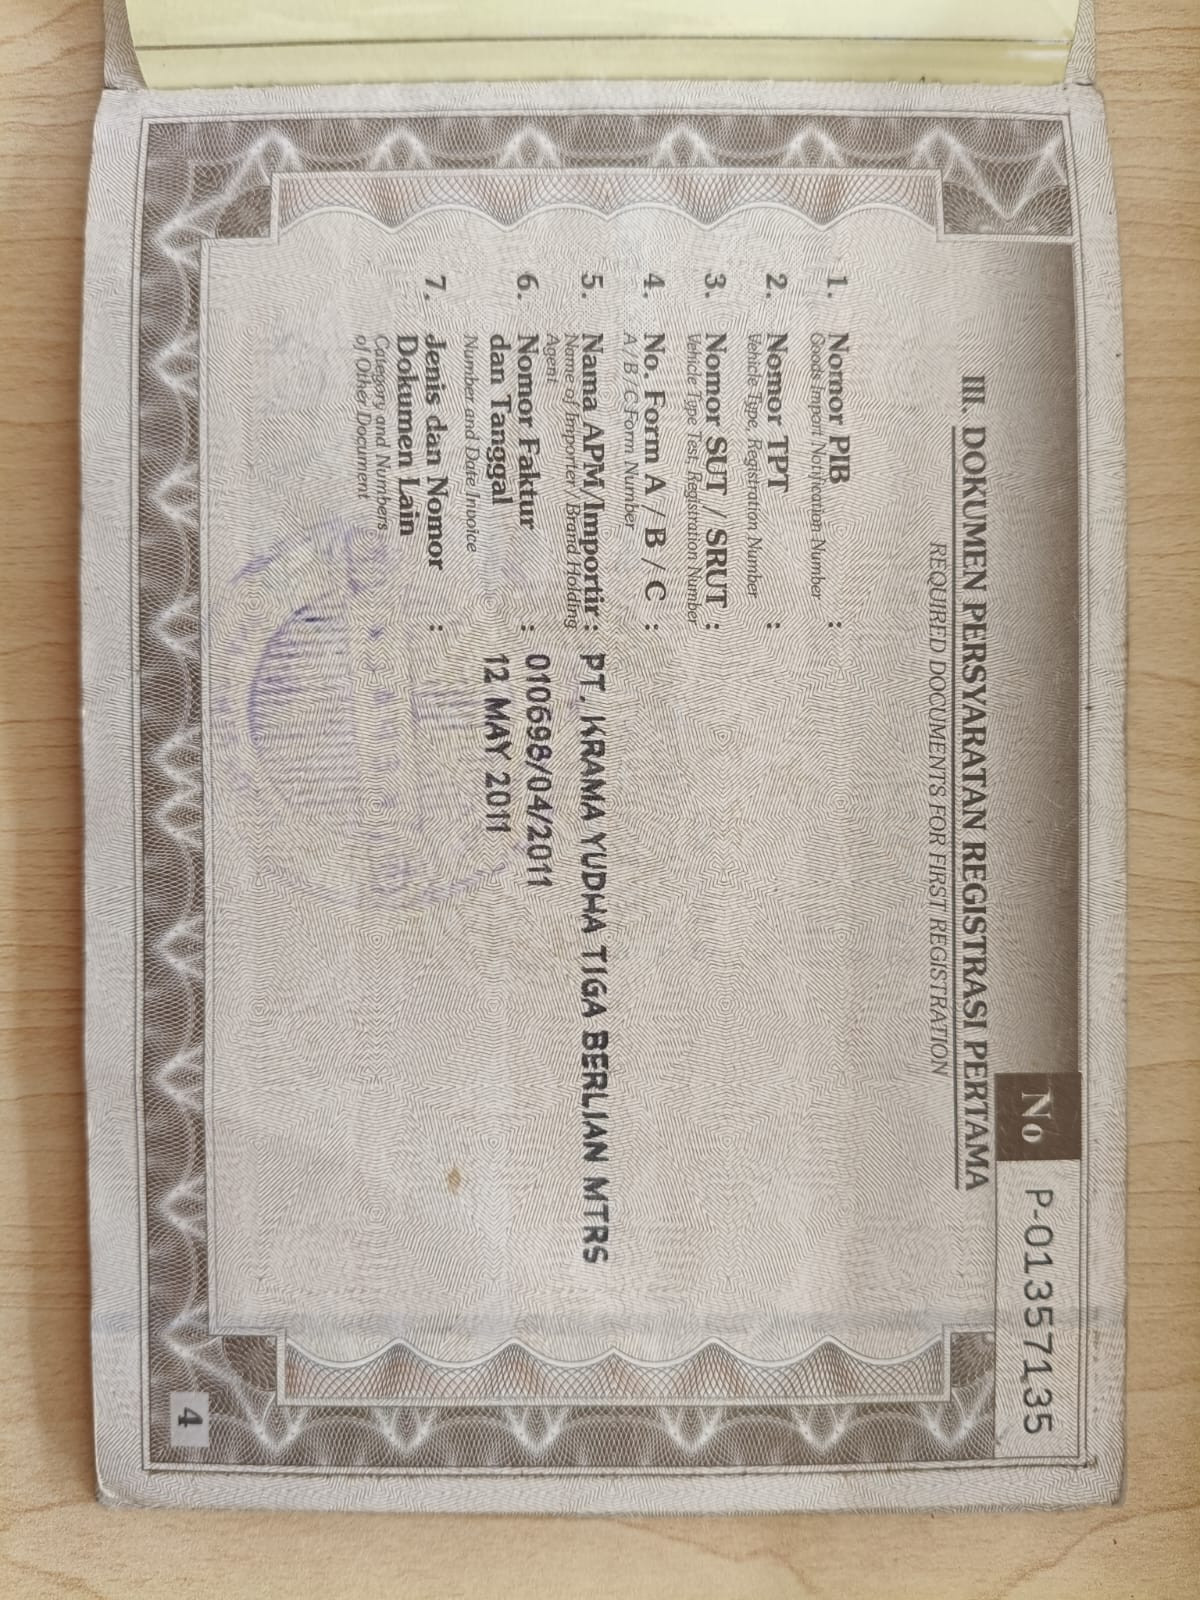 No P-01357135
III. DOKUMEN PERSYARATAN REGISTRASI PERTAMA
REQUIRED DOCUMENTS FOR FIRST REGISTRATION
1. Nomor PIB :
Goods Import Notification Number
2. Nomor TPT :
Vehicle Type Registration Number
3. Nomor SUT / SRUT :
Vehicle Type Test Registration Number
4. No. Form A / B / C :
A / B / C Form Number
5. Nama APM/Importir : PT. KRAMA YUDHA TIGA BERLIAN MTRS
Name of Importer/ Brand Holding
Agent
6. Nomor Faktur : 010698/04/2011
dan Tanggal 12 MAY 2011
Number and Date Invoice
7. Jenis dan Nomor :
Dokumen Lain
Category and Numbers
of Other Document
4